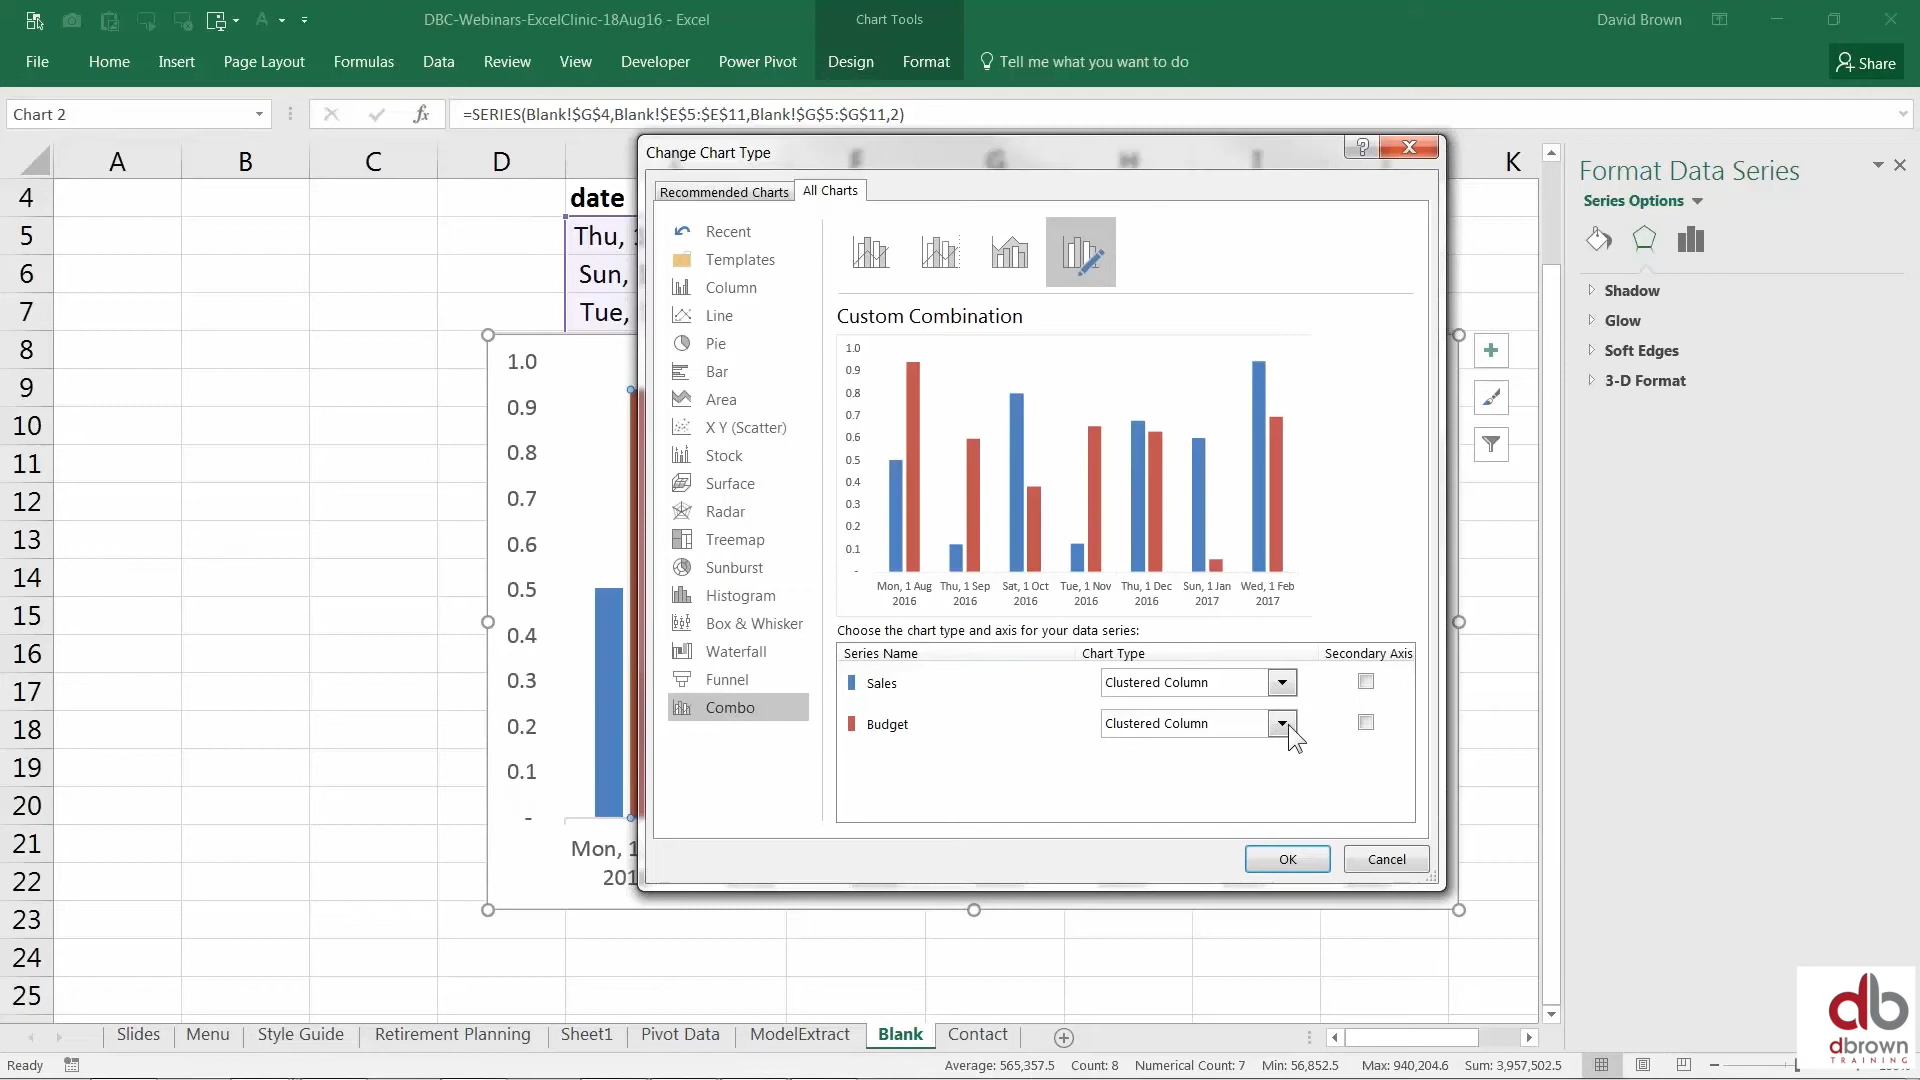 DBC-Webinars-ExcelClinic-18Aug16 - Excel
Chart Tools
David Brown
File Home Insert Page Layout Formulas Data Review View Developer Power Pivot Design Format Tell me what you want to do Share
Chart 2
fx
=SERIES(Blank!$G$4,Blank!$E$5:$E$11,Blank!$G$5:$G$11,2)
A B C D K
4 date
5 Thu,
6 Sun,
7 Tue,
8
9
10
11
12
13
14
15
16
17
18
19
20
21
22
23
24
25
1.0
0.9
0.8
0.7
0.6
0.5
0.4
0.3
0.2
0.1
-
Mon, 1
201
Change Chart Type
Recommended Charts All Charts
Recent
Templates
Column
Line
Pie
Bar
Area
X Y (Scatter)
Stock
Surface
Radar
Treemap
Sunburst
Histogram
Box & Whisker
Waterfall
Funnel
Combo
Custom Combination
1.0
0.9
0.8
0.7
0.6
0.5
0.4
0.3
0.2
0.1
-
Mon, 1 Aug Thu, 1 Sep Sat, 1 Oct Tue, 1 Nov Thu, 1 Dec Sun, 1 Jan Wed, 1 Feb
2016 2016 2016 2016 2016 2017 2017
Choose the chart type and axis for your data series:
Series Name Chart Type Secondary Axis
Sales Clustered Column
Budget Clustered Column
OK Cancel
Format Data Series
Series Options
Shadow
Glow
Soft Edges
3-D Format
Slides Menu Style Guide Retirement Planning Sheet1 Pivot Data ModelExtract Blank Contact
Ready
Average: 565,357.5 Count: 8 Numerical Count: 7 Min: 56,852.5 Max: 940,204.6 Sum: 3,957,502.5
db
dbrown
TRAINING